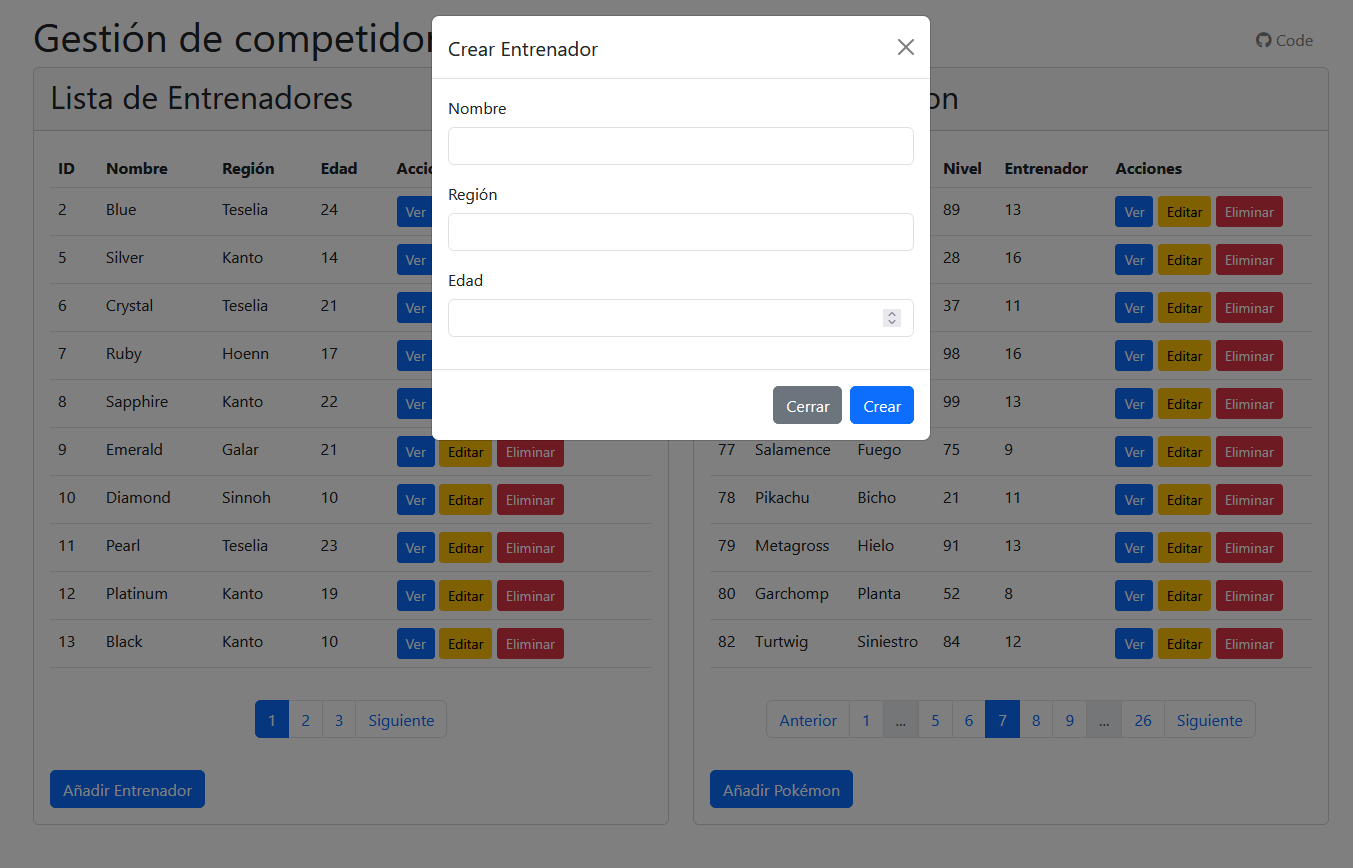 Gestión de competidor
Code
Crear Entrenador
Nombre
Región
Edad
Cerrar Crear
Lista de Entrenadores
ID Nombre Región Edad Acci
2 Blue Teselia 24 Ver
5 Silver Kanto 14 Ver
6 Crystal Teselia 21 Ver
7 Ruby Hoenn 17 Ver
8 Sapphire Kanto 22 Ver
9 Emerald Galar 21 Ver Editar Eliminar
10 Diamond Sinnoh 10 Ver Editar Eliminar
11 Pearl Teselia 23 Ver Editar Eliminar
12 Platinum Kanto 19 Ver Editar Eliminar
13 Black Kanto 10 Ver Editar Eliminar
1 2 3 Siguiente
Añadir Entrenador
on
Nivel Entrenador Acciones
89 13 Ver Editar Eliminar
28 16 Ver Editar Eliminar
37 11 Ver Editar Eliminar
98 16 Ver Editar Eliminar
99 13 Ver Editar Eliminar
77 Salamence Fuego 75 9 Ver Editar Eliminar
78 Pikachu Bicho 21 11 Ver Editar Eliminar
79 Metagross Hielo 91 13 Ver Editar Eliminar
80 Garchomp Planta 52 8 Ver Editar Eliminar
82 Turtwig Siniestro 84 12 Ver Editar Eliminar
Anterior 1 ... 5 6 7 8 9 ... 26 Siguiente
Añadir Pokémon